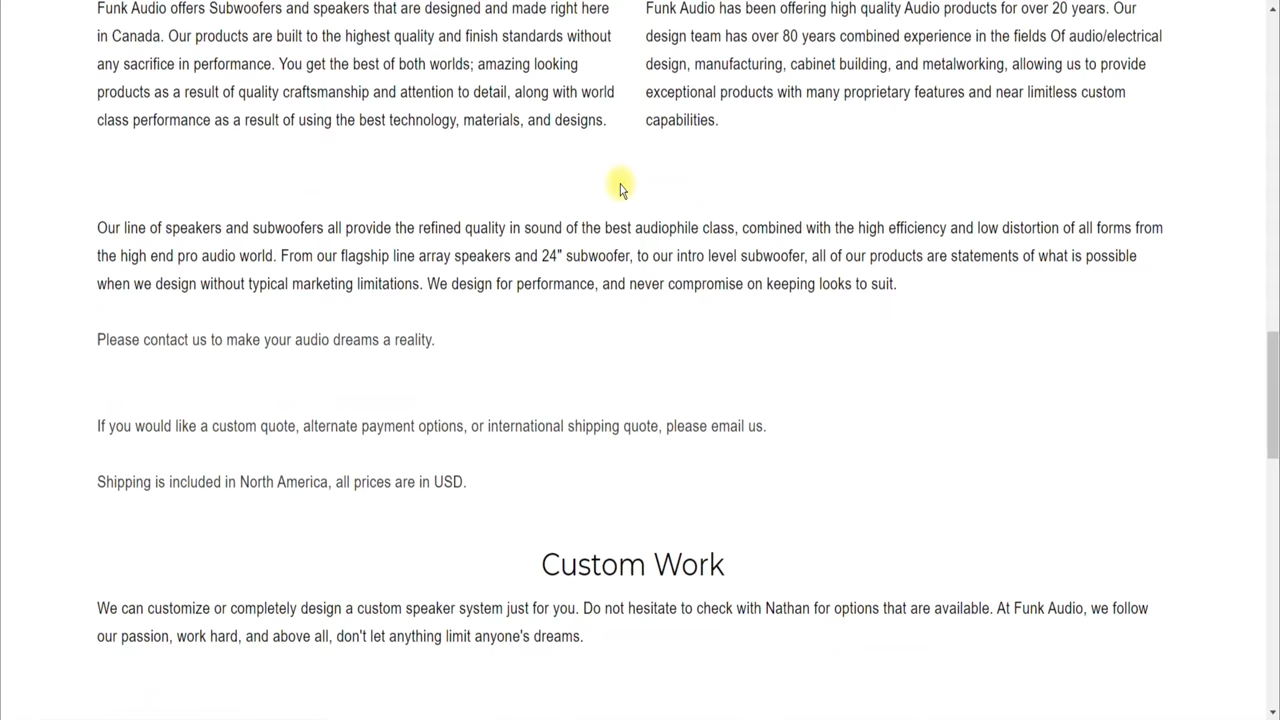 Funk Audio offers Subwoofers and speakers that are designed and made right here
in Canada. Our products are built to the highest quality and finish standards without
any sacrifice in performance. You get the best of both worlds; amazing looking
products as a result of quality craftsmanship and attention to detail, along with world
class performance as a result of using the best technology, materials, and designs.
Funk Audio has been offering high quality Audio products for over 20 years. Our
design team has over 80 years combined experience in the fields Of audio/electrical
design, manufacturing, cabinet building, and metalworking, allowing us to provide
exceptional products with many proprietary features and near limitless custom
capabilities.
Our line of speakers and subwoofers all provide the refined quality in sound of the best audiophile class, combined with the high efficiency and low distortion of all forms from
the high end pro audio world. From our flagship line array speakers and 24" subwoofer, to our intro level subwoofer, all of our products are statements of what is possible
when we design without typical marketing limitations. We design for performance, and never compromise on keeping looks to suit.
Please contact us to make your audio dreams a reality.
If you would like a custom quote, alternate payment options, or international shipping quote, please email us.
Shipping is included in North America, all prices are in USD.
Custom Work
We can customize or completely design a custom speaker system just for you. Do not hesitate to check with Nathan for options that are available. At Funk Audio, we follow
our passion, work hard, and above all, don't let anything limit anyone's dreams.